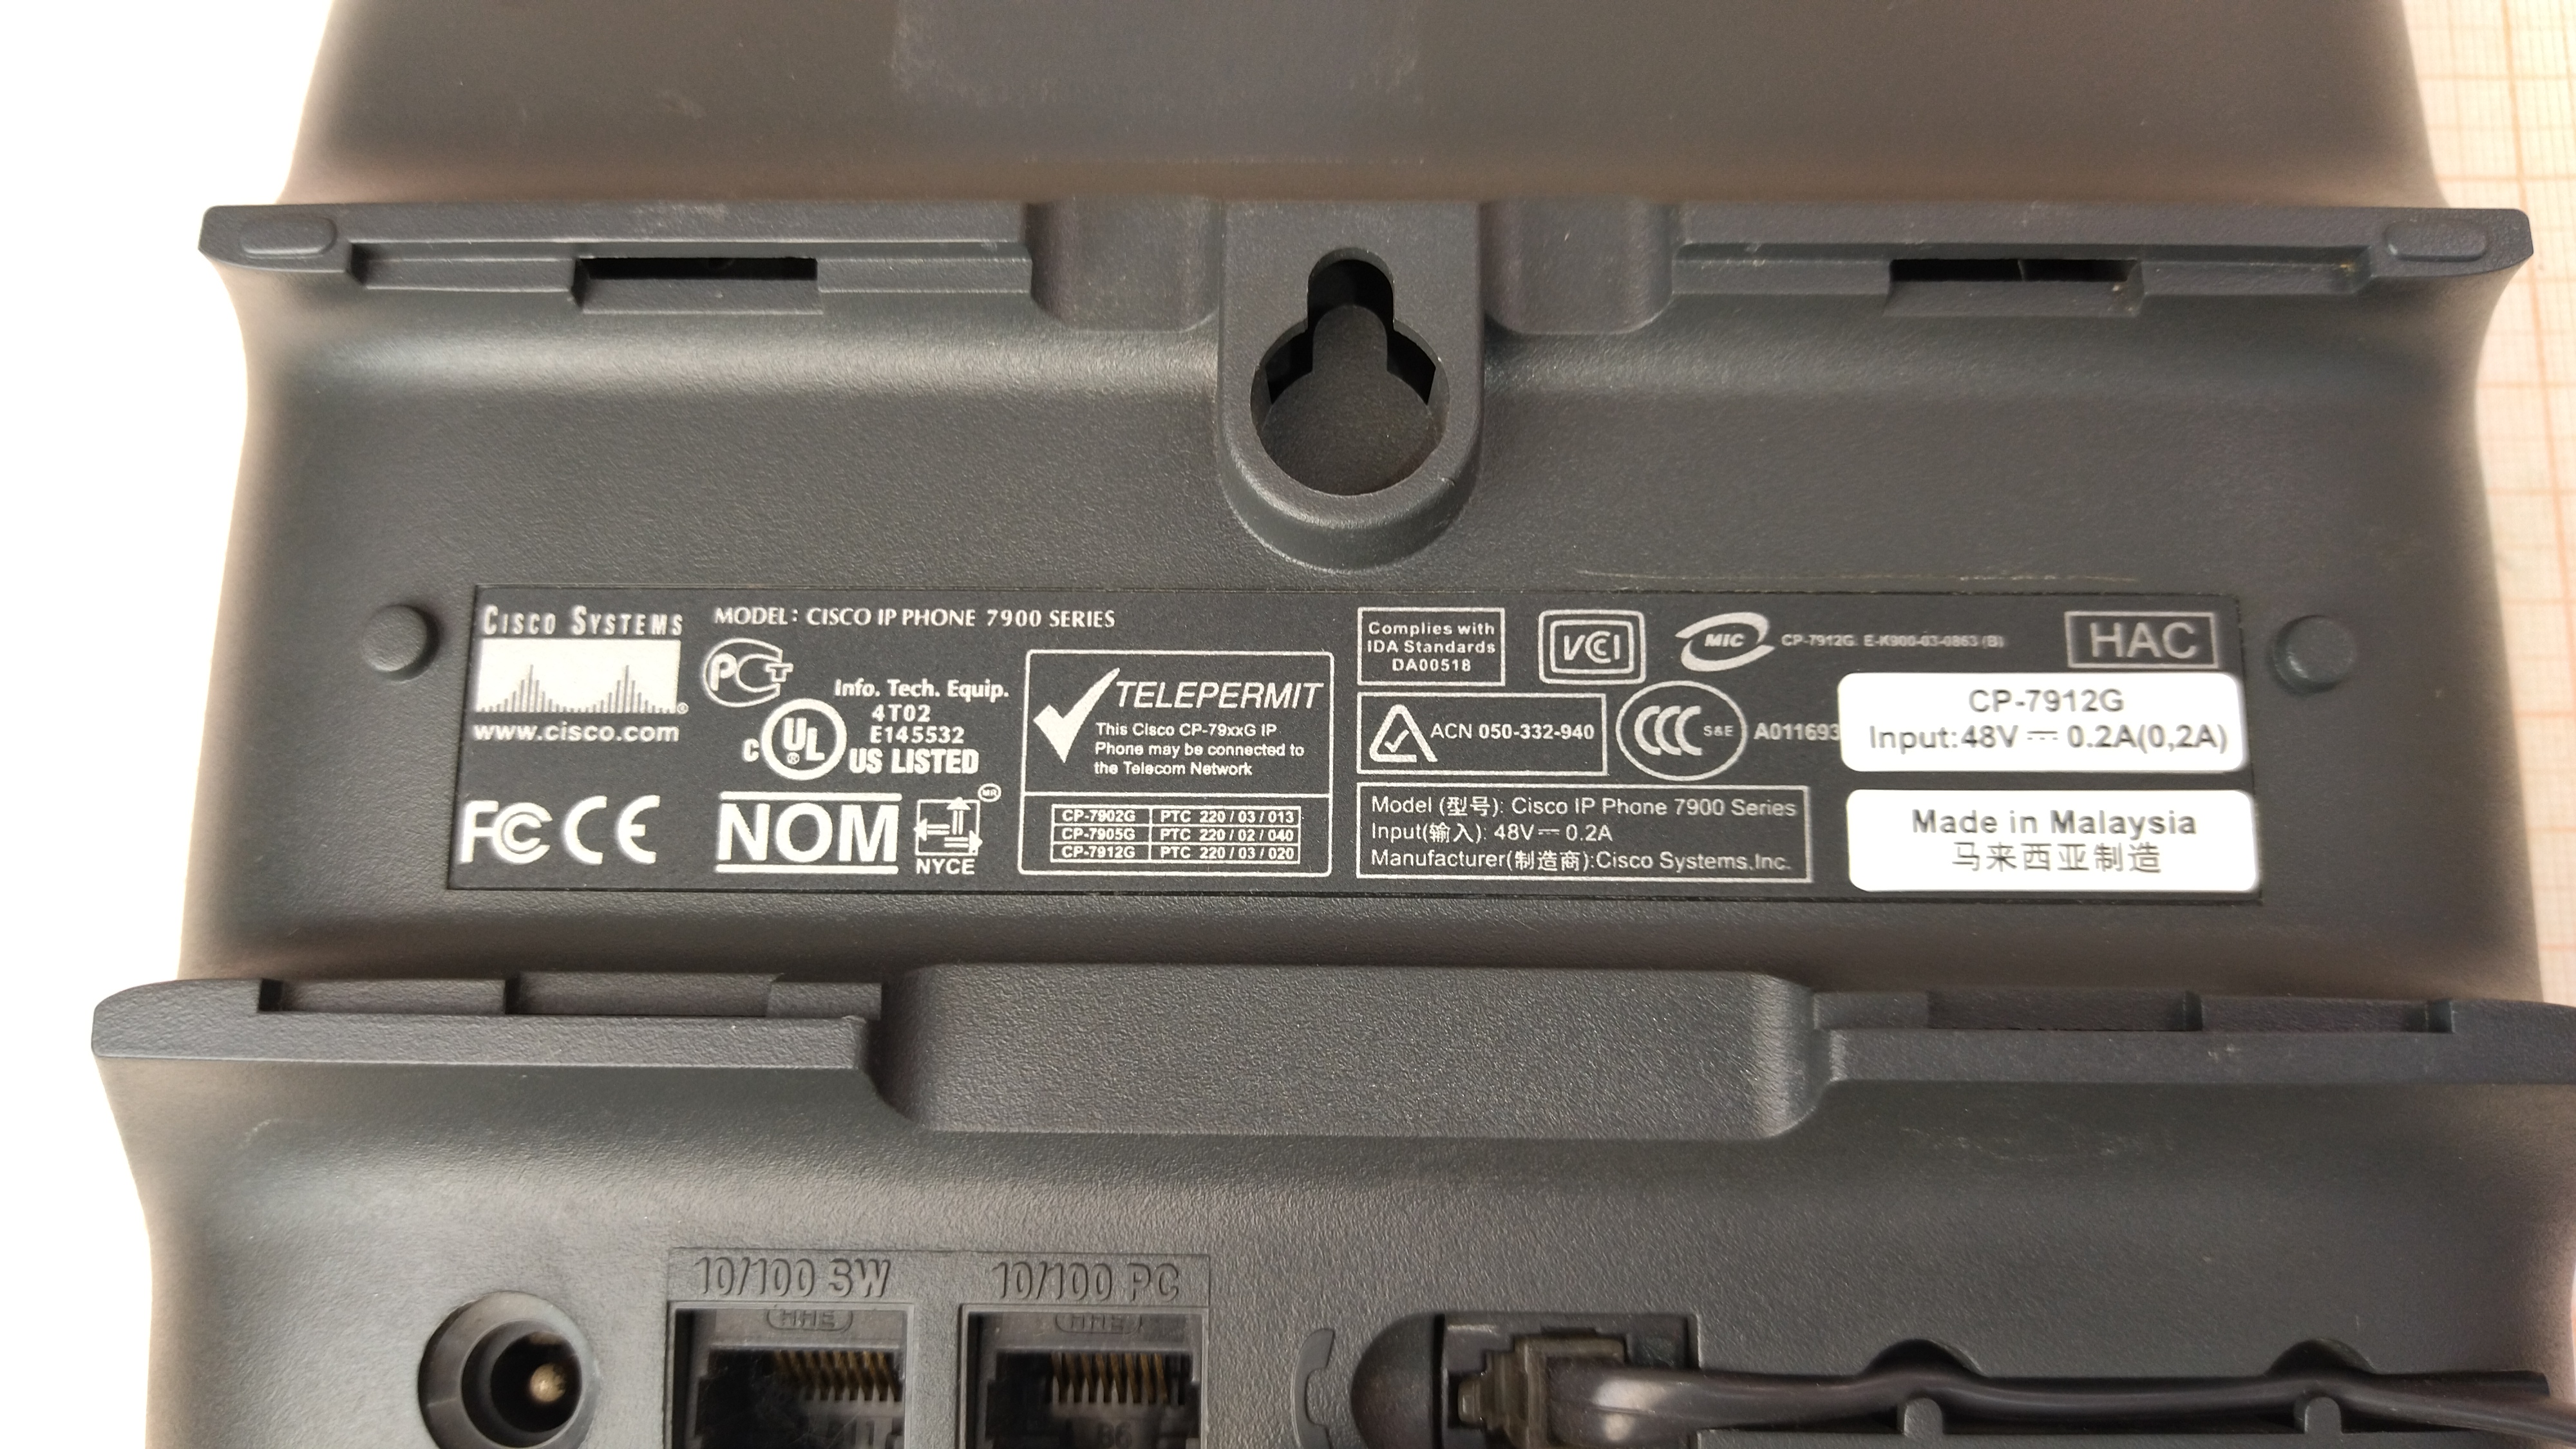 CISCO SYSTEMS
www.cisco.com
MODEL: CISCO IP PHONE 7900 SERIES
PCT
Info. Tech. Equip.
4T02
E145532
c UL US LISTED
FC CE
NOM
MR
NYCE
TELEPERMIT
This Cisco CP-79xxG IP
Phone may be connected to
the Telecom Network
CP-7902G PTC 220 / 03 / 013
CP-7905G PTC 220 / 02 / 040
CP-7912G PTC 220 / 03 / 020
Complies with
IDA Standards
DA00518
VCI
MIC CP-7912G E-K900-03-0863 (B)
HAC
ACN 050-332-940
CCC S&E A011693
Model (型号): Cisco IP Phone 7900 Series
Input(输入): 48V⎓ 0.2A
Manufacturer(制造商):Cisco Systems,Inc.
CP-7912G
Input:48V ⎓ 0.2A(0,2A)
Made in Malaysia
马来西亚制造
10/100 SW
10/100 PC